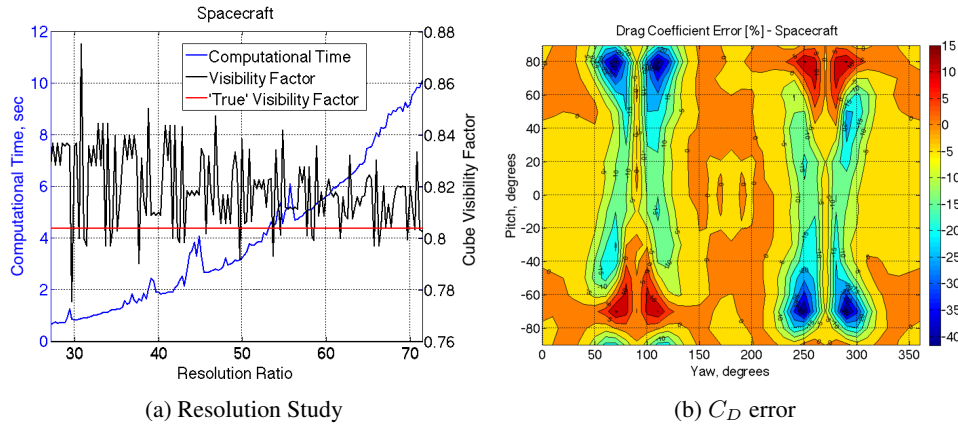 Spacecraft
12
10
8
6
4
2
0
Computational Time, sec
0.88
0.86
0.84
0.82
0.8
0.78
0.76
Cube Visibility Factor
Computational Time
Visibility Factor
'True' Visibility Factor
30 40 50 60 70
Resolution Ratio
(a) Resolution Study
Drag Coefficient Error [%] - Spacecraft
80
60
40
20
0
-20
-40
-60
-80
Pitch, degrees
0 50 100 150 200 250 300 350
Yaw, degrees
15
10
5
0
-5
-10
-15
-20
-25
-30
-35
-40
(b) C_D error